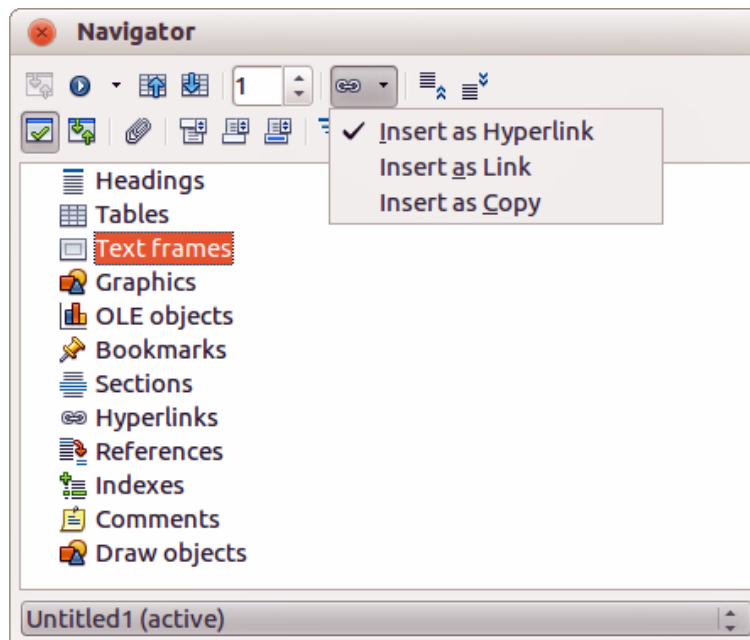 Navigator
1
Insert as Hyperlink
Insert as Link
Insert as Copy
Headings
Tables
Text frames
Graphics
OLE objects
Bookmarks
Sections
Hyperlinks
References
Indexes
Comments
Draw objects
Untitled1 (active)